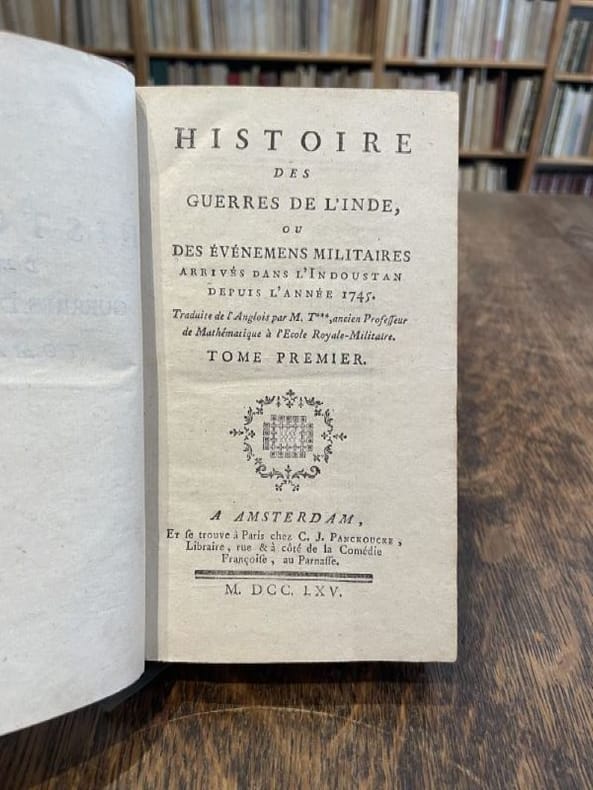 HISTOIRE
DES
GUERRES DE L'INDE,
OU
DES ÉVÉNEMENS MILITAIRES
ARRIVÉS DANS L'INDOUSTAN
DEPUIS L'ANNÉE 1745.
Traduite de l'Anglois par M. T***, ancien Professeur
de Mathématique à l'Ecole Royale-Militaire.
TOME PREMIER.
A AMSTERDAM,
Et se trouve à Paris chez C. J. PANCKOUCKE,
Libraire, rue & à côté de la Comédie
Françoise, au Parnasse.
M. DCC. LXV.